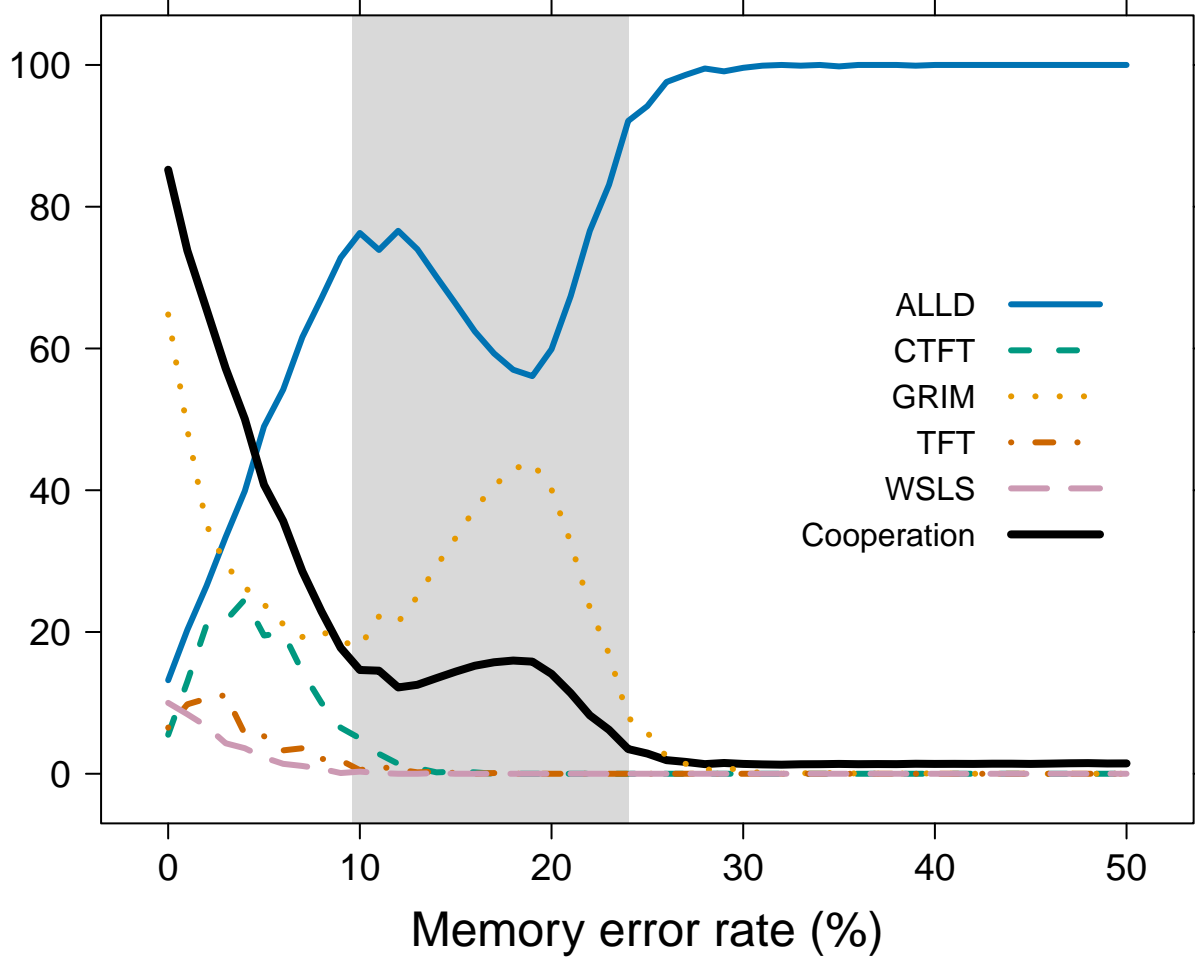 100
80
60
40
20
0
ALLD
CTFT
GRIM
TFT
WSLS
Cooperation
0 10 20 30 40 50
Memory error rate (%)